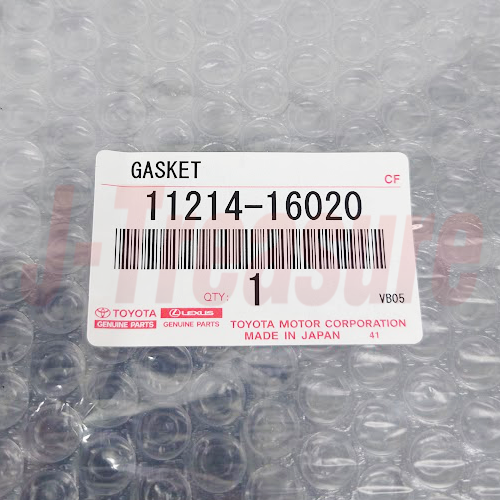 GASKET
CF
11214-16020
QTY: 1
VB05
TOYOTA LEXUS
GENUINE PARTS GENUINE PARTS
TOYOTA MOTOR CORPORATION
MADE IN JAPAN 41
J-Treasure